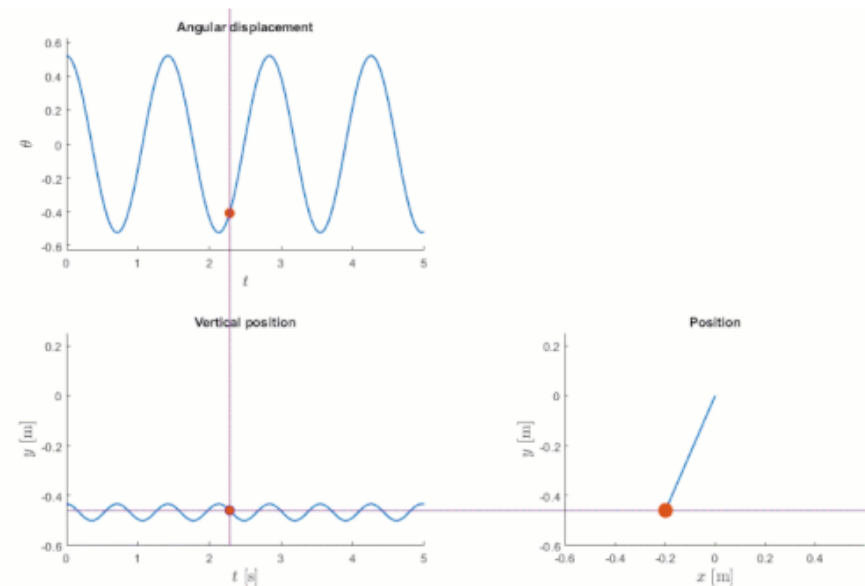 Angular displacement
0.6
0.4
0.2
0
-0.2
-0.4
-0.6
θ
0 1 2 3 4 5
t
Vertical position
0.2
0
-0.2
-0.4
-0.6
y [m]
0 1 2 3 4 5
t [s]
Position
0.2
0
-0.2
-0.4
-0.6
y [m]
-0.6 -0.4 -0.2 0 0.2 0.4
x [m]